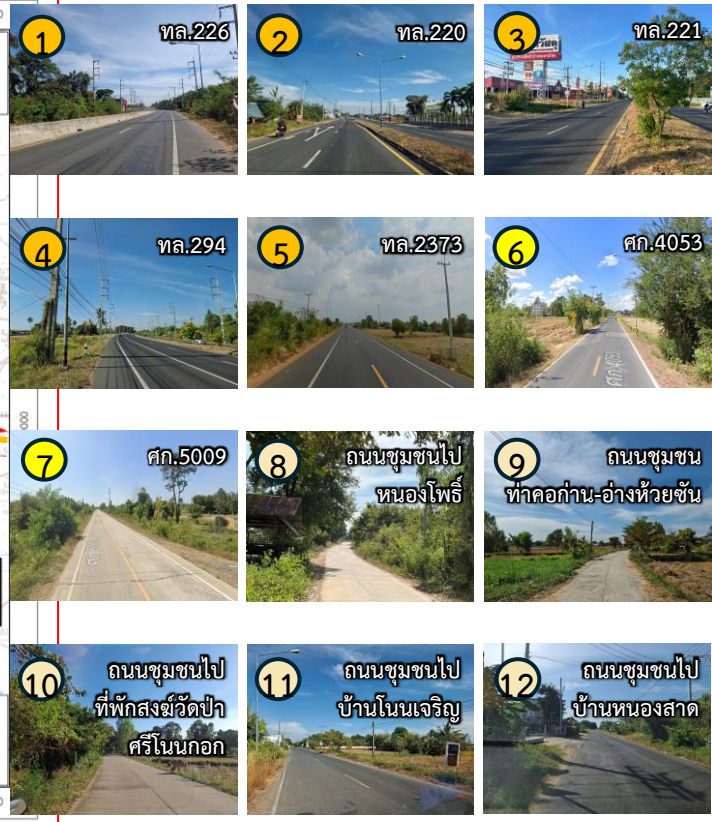 1
ทล.226
2
ทล.220
3
ทล.221
วัสดุ
4
ทล.294
5
ทล.2373
6
ศก.4053
ศก.4053
7
ศก.5009
8
ถนนชุมชนไป
หนองโพธิ์
9
ถนนชุมชน
ท่าคอก่าน-อ่างห้วยซัน
10
ถนนชุมชนไป
ที่พักสงฆ์วัดป่า
ศรีโนนกอก
11
ถนนชุมชนไป
บ้านโนนเจริญ
12
ถนนชุมชนไป
บ้านหนองสาด
000